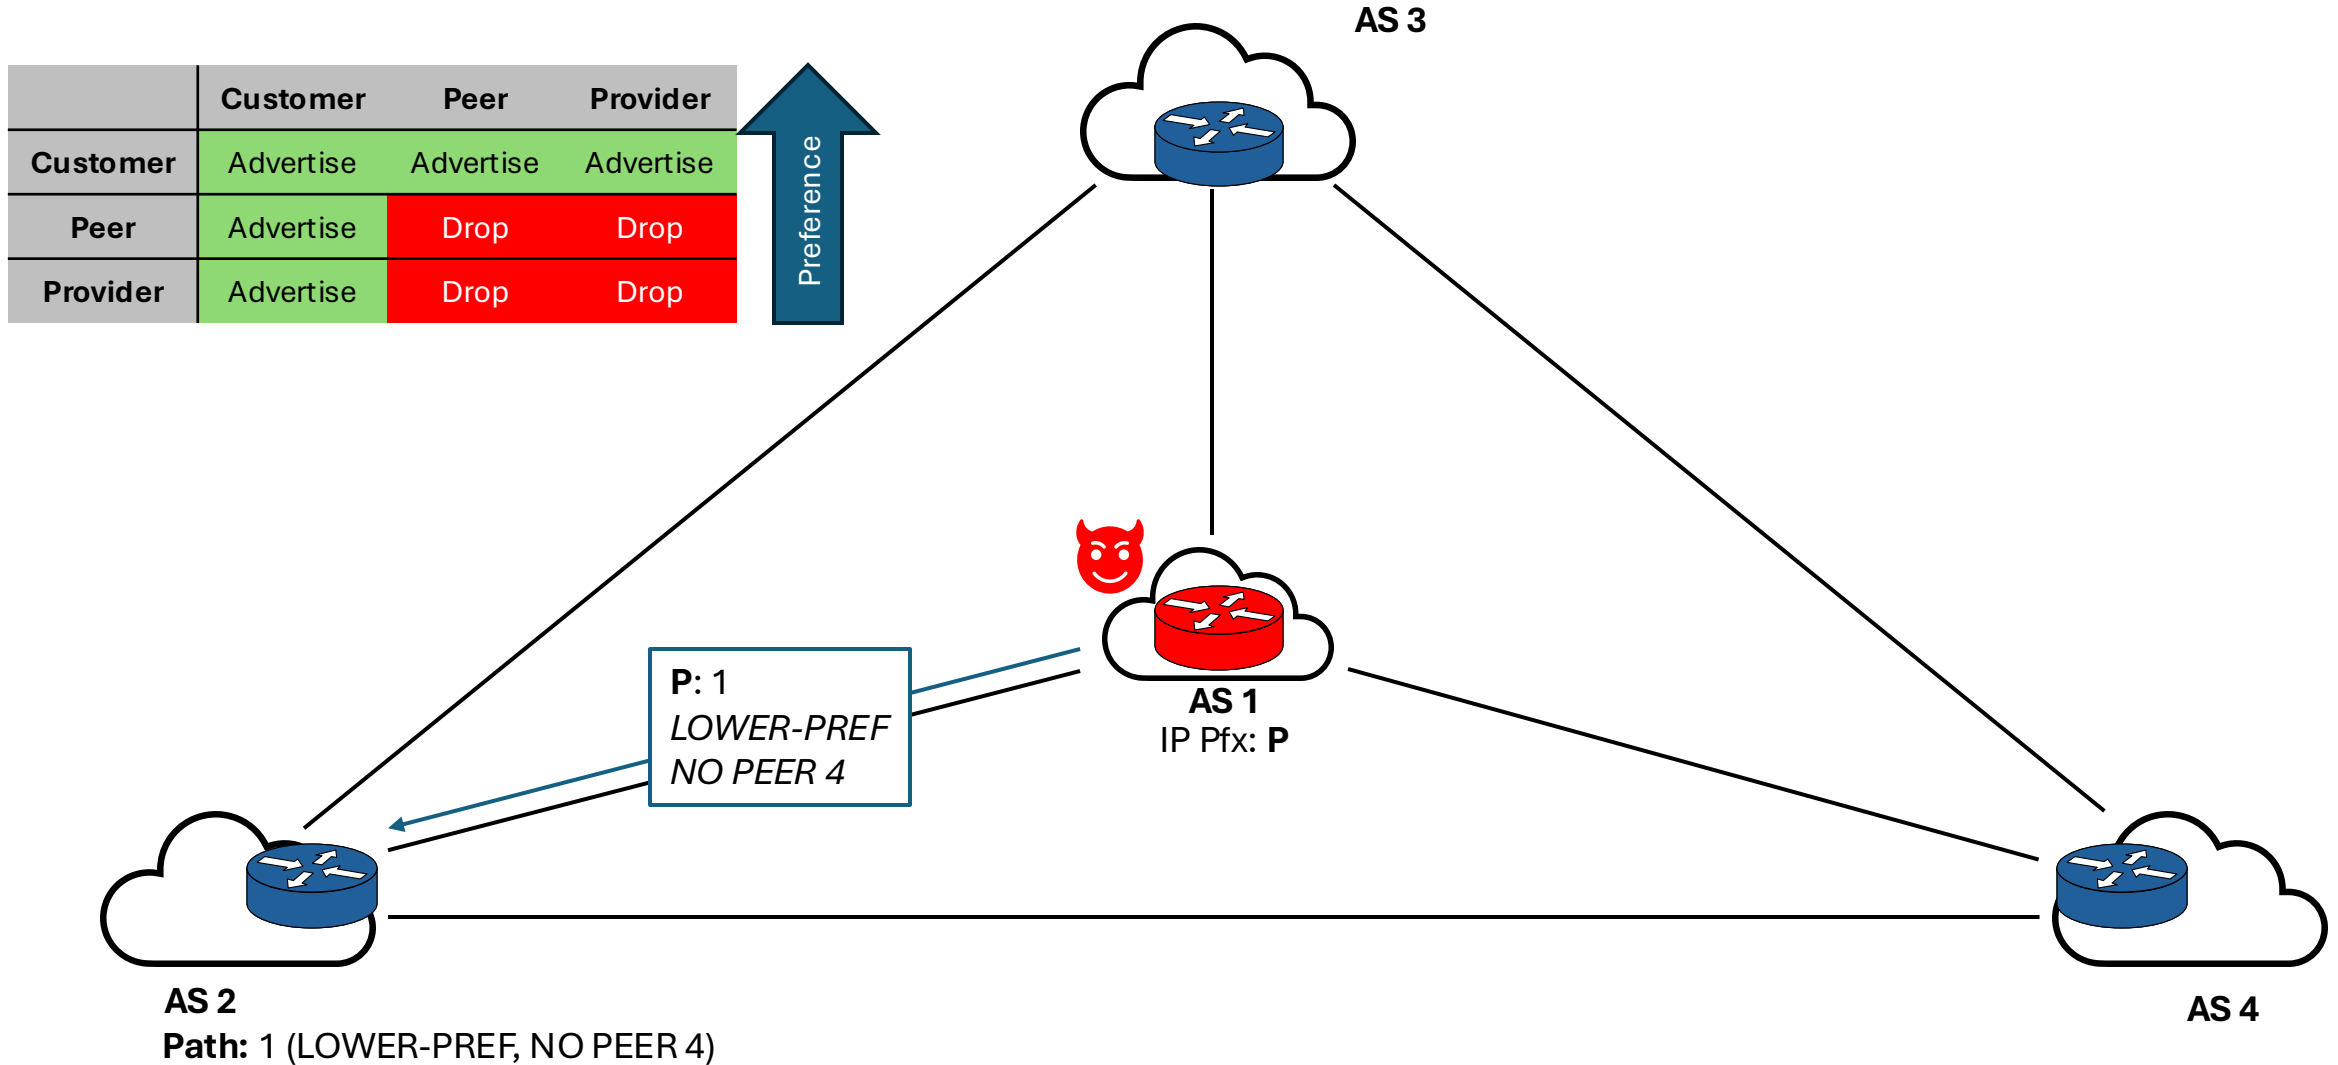 AS 3
Customer Peer Provider
Customer Advertise Advertise Advertise
Peer Advertise Drop Drop
Provider Advertise Drop Drop
Preference
P: 1
LOWER-PREF
NO PEER 4
AS 1
IP Pfx: P
AS 2
Path: 1 (LOWER-PREF, NO PEER 4)
AS 4